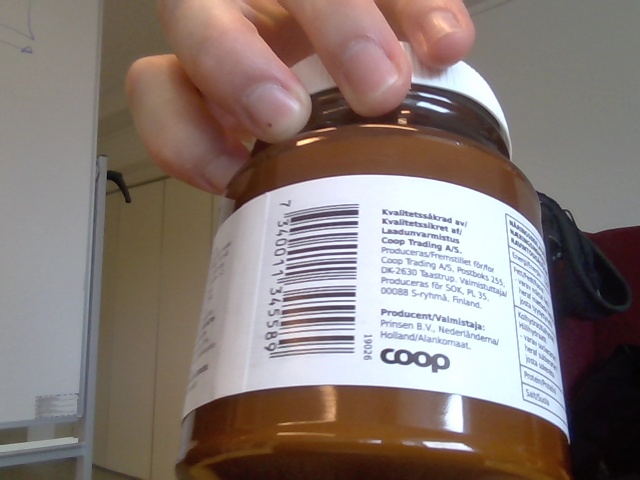 7 340011 345589
Kvalitetssäkrad av/
Kvalitetssikret af/
Laadunvarmistus
Coop Trading A/S.
Produceras/Fremstillet för/for
Coop Trading A/S, Postboks 255,
DK-2630 Taastrup. Valmistuttaja/
Produceras för SOK, PL 35,
00088 S-ryhmä, Finland.
Producent/Valmistaja:
Prinsen B.V., Nederländerna/
Holland/Alankomaat.
19026
coop
Salt/Suola